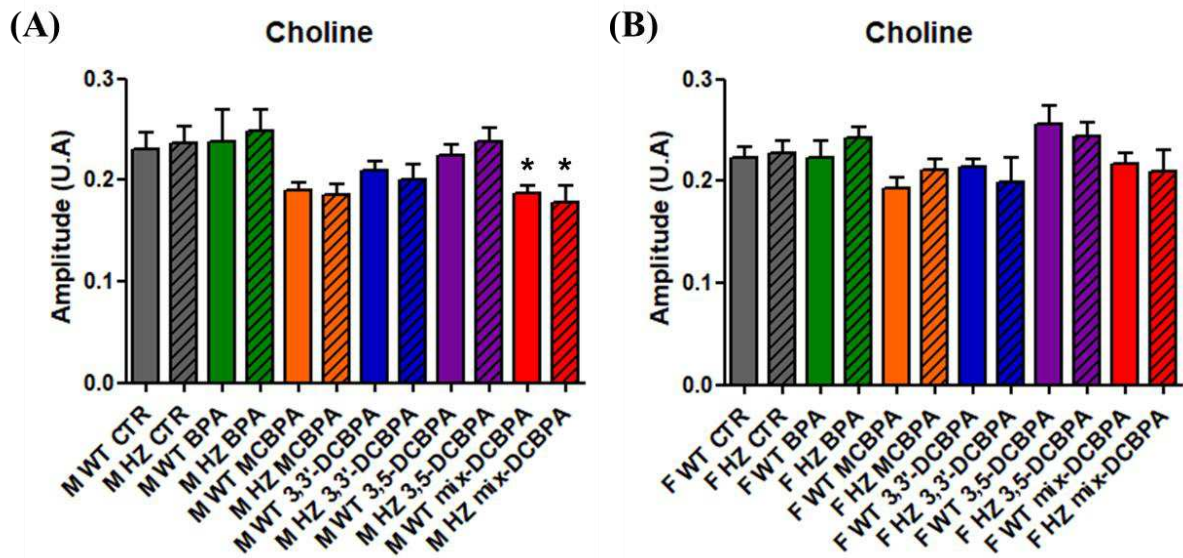 (A)
Choline
Amplitude (U.A)
0.3
0.2
0.1
0.0
* *
M WT CTR
M HZ CTR
M WT BPA
M HZ BPA
M WT MCBPA
M HZ MCBPA
M WT 3,3'-DCBPA
M HZ 3,3'-DCBPA
M WT 3,5-DCBPA
M HZ 3,5-DCBPA
M WT mix-DCBPA
M HZ mix-DCBPA
(B)
Choline
Amplitude (U.A)
0.3
0.2
0.1
0.0
F WT CTR
F HZ CTR
F WT BPA
F HZ BPA
F WT MCBPA
F HZ MCBPA
F WT 3,3'-DCBPA
F HZ 3,3'-DCBPA
F WT 3,5-DCBPA
F HZ 3,5-DCBPA
F WT mix-DCBPA
F HZ mix-DCBPA